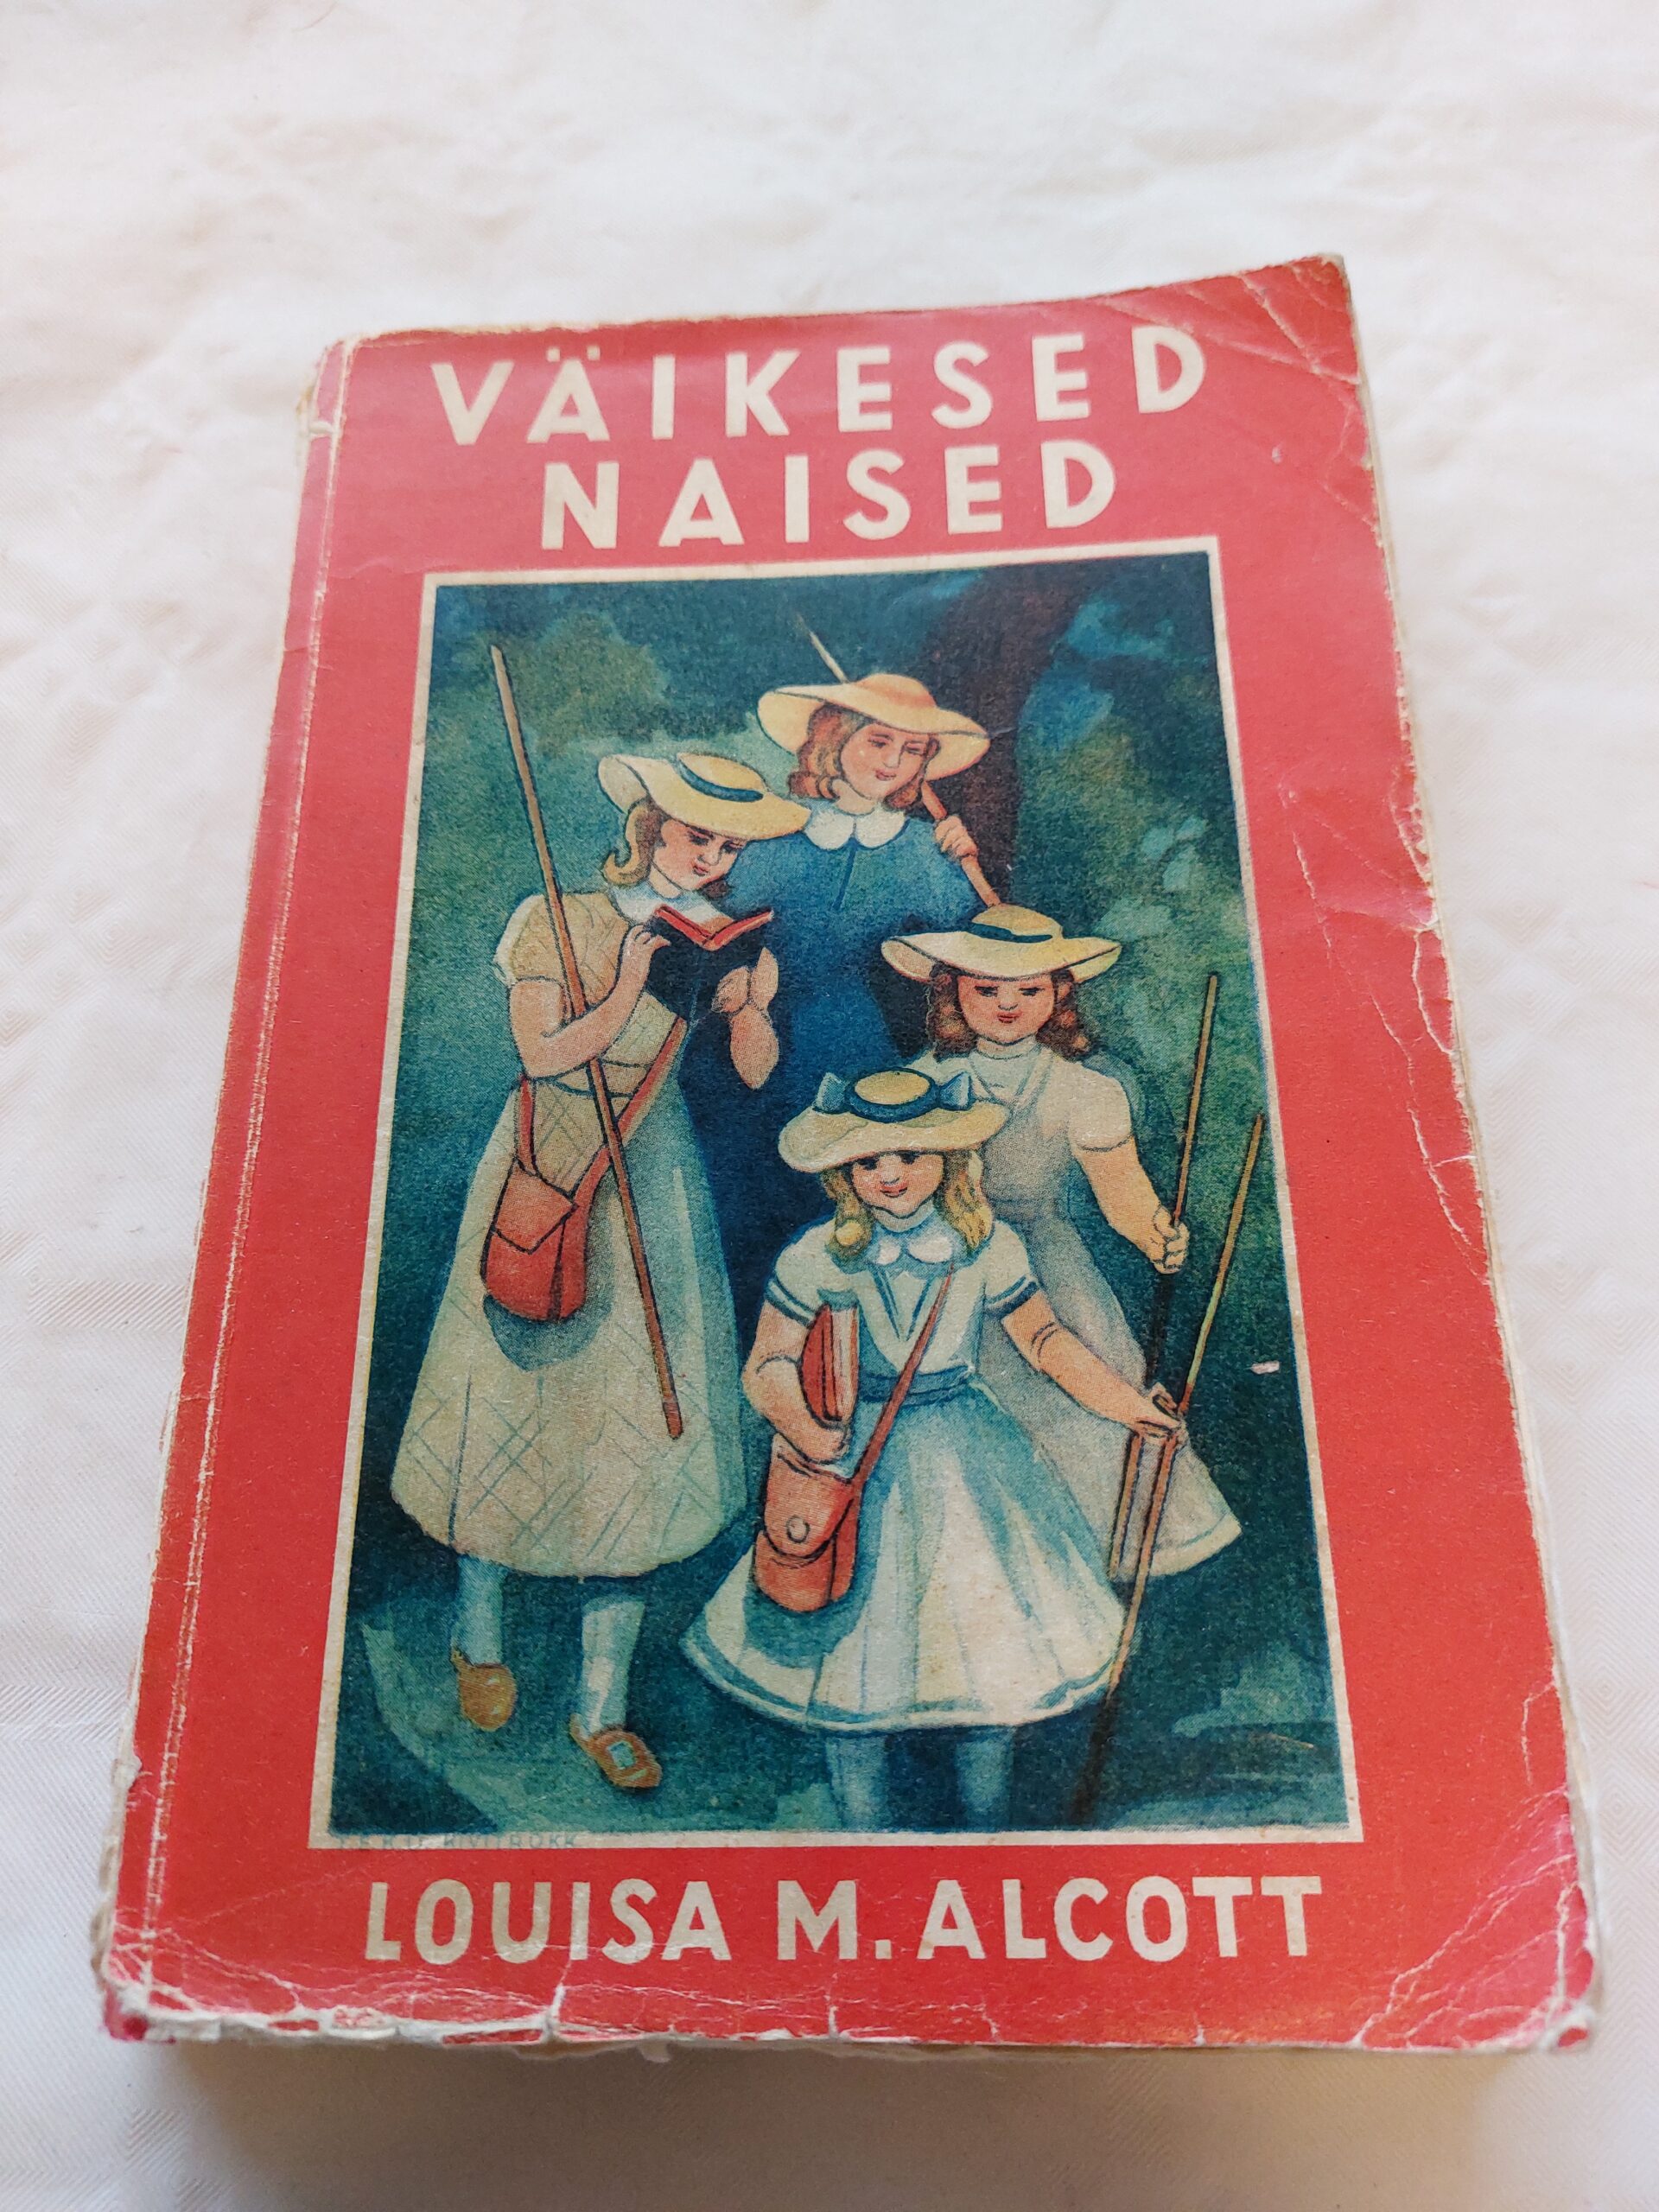 VÄIKESED
NAISED
LOUISA M. ALCOTT